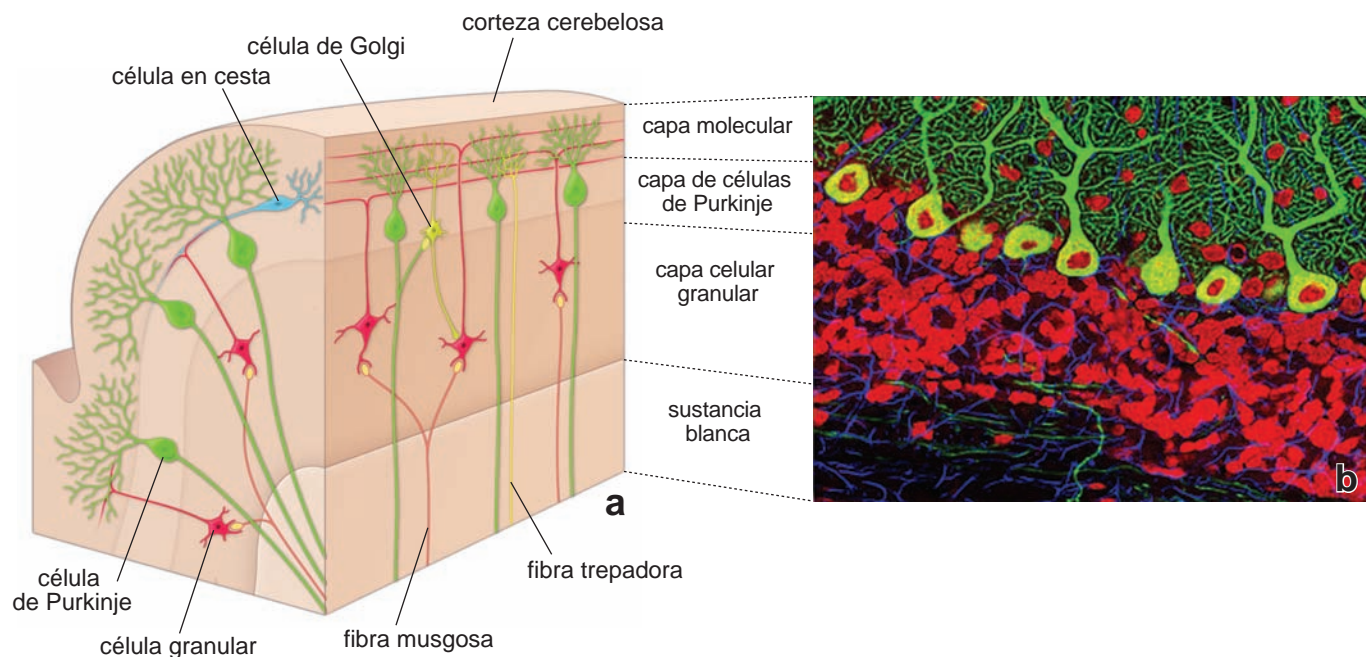 corteza cerebelosa
célula de Golgi
célula en cesta
capa molecular
capa de células
de Purkinje
capa celular
granular
sustancia
blanca
a
b
fibra trepadora
célula
de Purkinje
fibra musgosa
célula granular